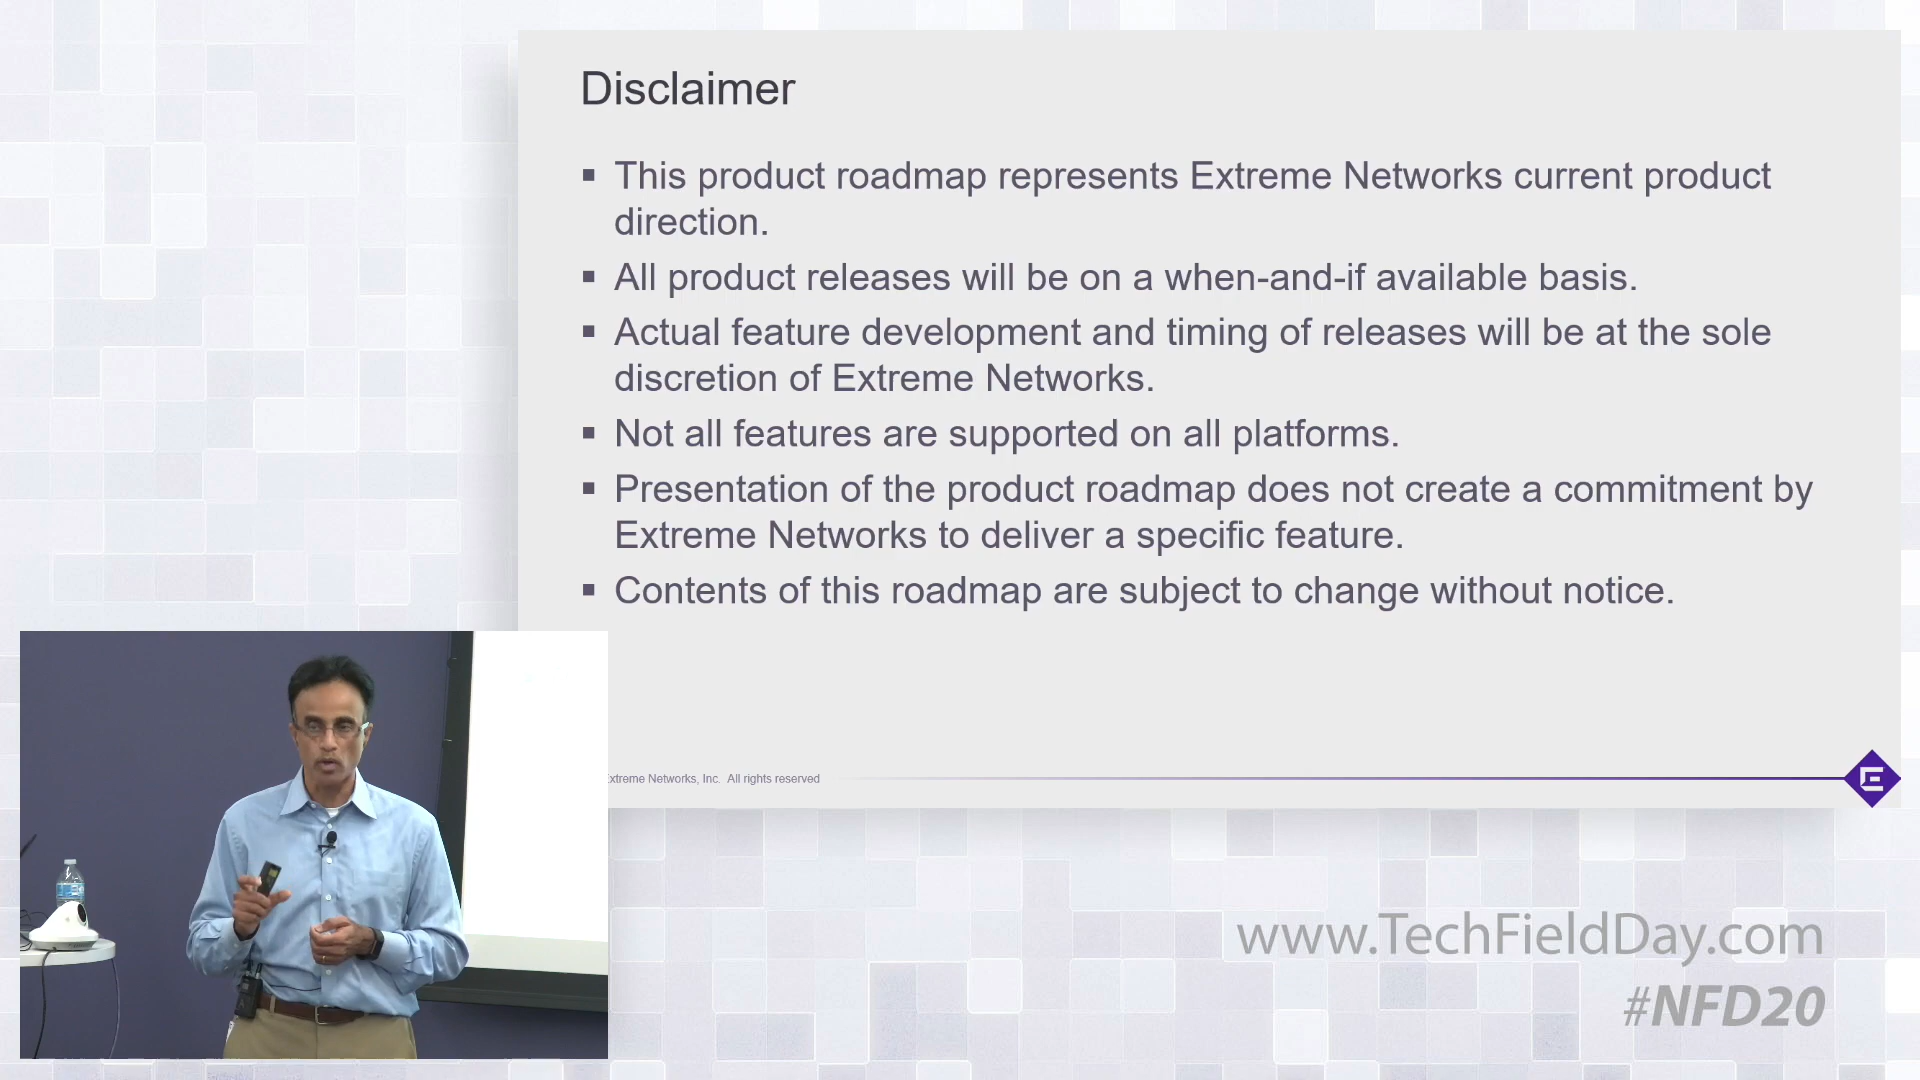 Disclaimer
▪ This product roadmap represents Extreme Networks current product
direction.
▪ All product releases will be on a when-and-if available basis.
▪ Actual feature development and timing of releases will be at the sole
discretion of Extreme Networks.
▪ Not all features are supported on all platforms.
▪ Presentation of the product roadmap does not create a commitment by
Extreme Networks to deliver a specific feature.
▪ Contents of this roadmap are subject to change without notice.
Extreme Networks, Inc. All rights reserved
www.TechFieldDay.com
#NFD20